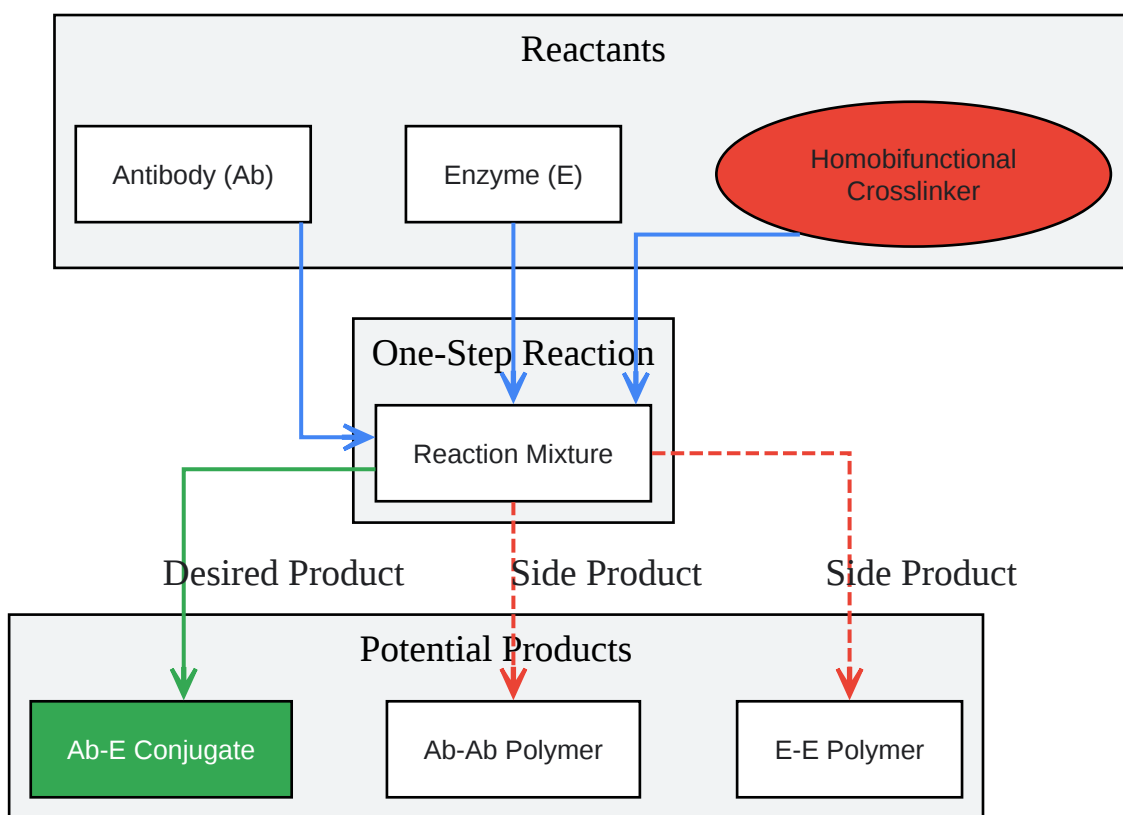 Reactants
Antibody (Ab)
Enzyme (E)
Homobifunctional
Crosslinker
One-Step Reaction
Reaction Mixture
Desired Product
Side Product
Side Product
Potential Products
Ab-E Conjugate
Ab-Ab Polymer
E-E Polymer